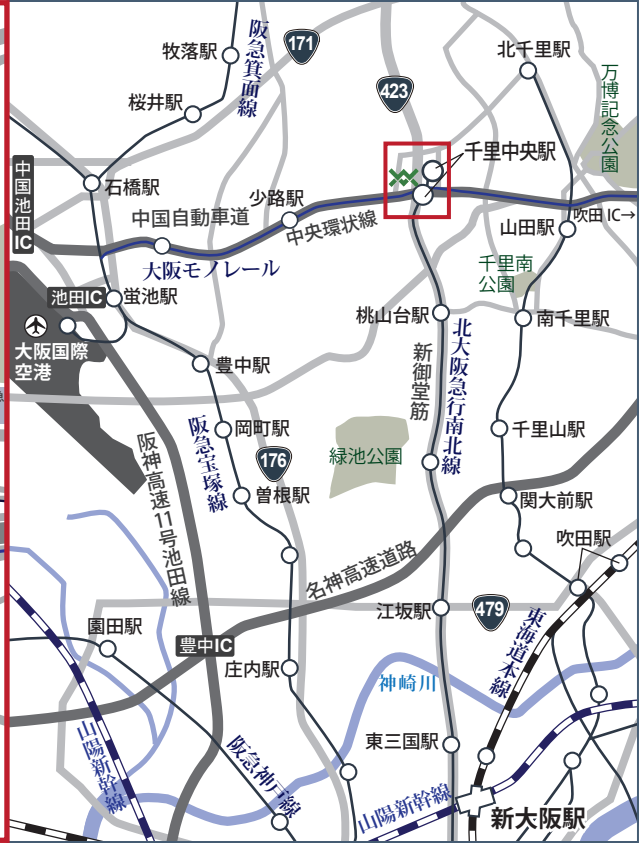 牧落駅
阪急箕面線
171
北千里駅
423
万博記念公園
桜井駅
千里中央駅
中国池田IC
石橋駅
少路駅
中国自動車道
中央環状線
吹田 IC→
山田駅
大阪モノレール
千里南
公園
池田IC
蛍池駅
桃山台駅
南千里駅
大阪国際
空港
豊中駅
新御堂筋
北大阪急行南北線
岡町駅
阪急宝塚線
千里山駅
緑池公園
阪神高速11号池田線
176
曽根駅
関大前駅
吹田駅
名神高速道路
江坂駅
479
東海道本線
園田駅
豊中IC
庄内駅
神崎川
山陽新幹線
阪急神戸線
東三国駅
山陽新幹線
新大阪駅